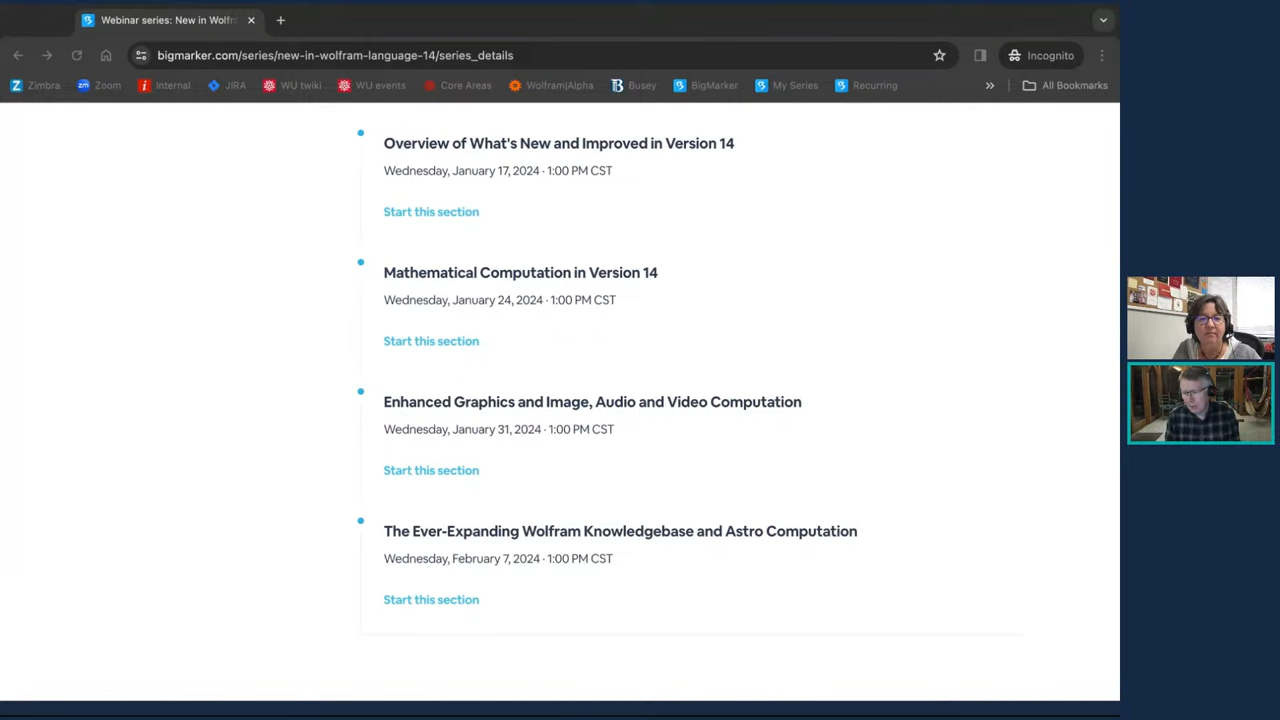 Webinar series: New in Wolfr
bigmarker.com/series/new-in-wolfram-language-14/series_details
Incognito
Zimbra
Zoom
Internal
JIRA
WU twiki
WU events
Core Areas
Wolfram|Alpha
Busey
BigMarker
My Series
Recurring
All Bookmarks
Overview of What's New and Improved in Version 14
Wednesday, January 17, 2024 · 1:00 PM CST
Start this section
Mathematical Computation in Version 14
Wednesday, January 24, 2024 · 1:00 PM CST
Start this section
Enhanced Graphics and Image, Audio and Video Computation
Wednesday, January 31, 2024 · 1:00 PM CST
Start this section
The Ever-Expanding Wolfram Knowledgebase and Astro Computation
Wednesday, February 7, 2024 · 1:00 PM CST
Start this section